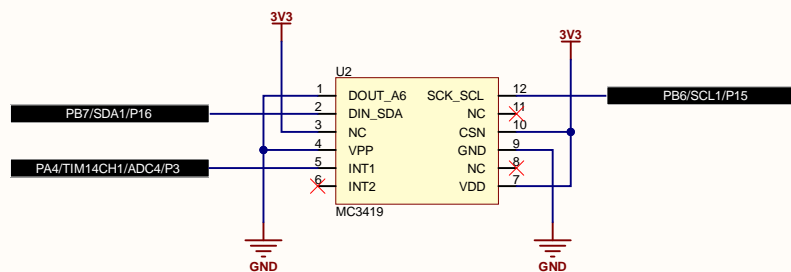 3V3
3V3
U2
1 DOUT_A6 SCK_SCL 12
PB7/SDA1/P16 2 DIN_SDA NC 11 PB6/SCL1/P15
3 NC CSN 10
4 VPP GND 9
PA4/TIM14CH1/ADC4/P3 5 INT1 NC 8
6 INT2 VDD 7
MC3419
GND
GND